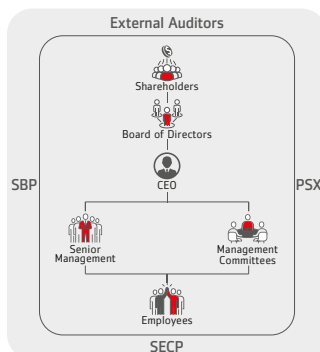 External Auditors
Shareholders
Board of Directors
SBP
CEO
PSX
Senior
Management
Management
Committees
Employees
SECP